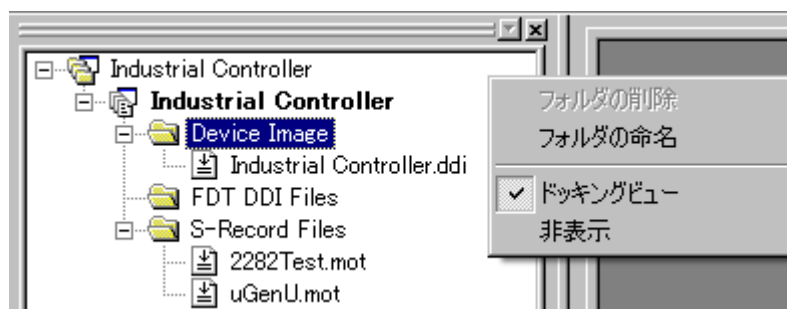 Industrial Controller
Industrial Controller
Device Image
Industrial Controller.ddi
FDT DDI Files
S-Record Files
2282Test.mot
uGenU.mot
フォルダの削除
フォルダの命名
ドッキングビュー
非表示